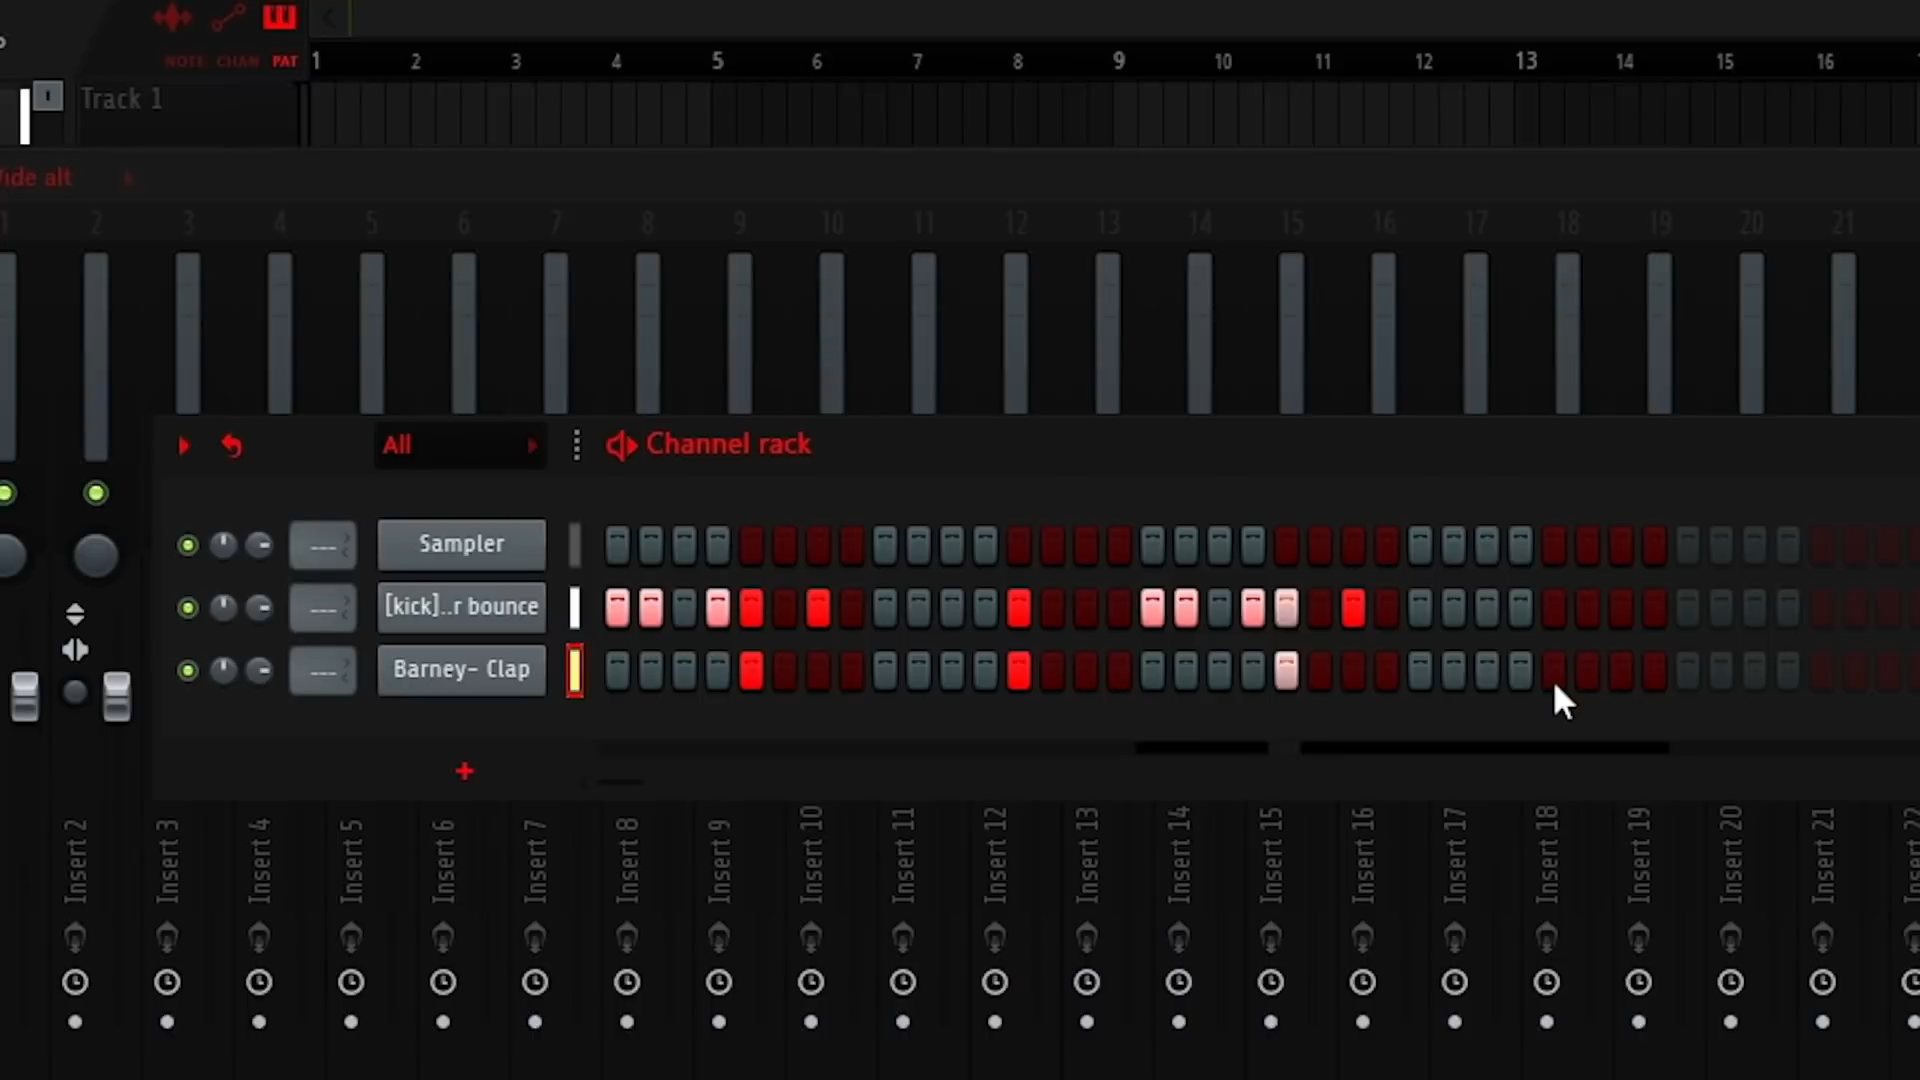 NOTE CHAN PAT
1 2 3 4 5 6 7 8 9 10 11 12 13 14 15 16
Track 1
ide alt
1 2 3 4 5 6 7 8 9 10 11 12 13 14 15 16 17 18 19 20 21
All
Channel rack
--- Sampler
--- [kick]..r bounce
--- Barney- Clap
+
Insert 2
Insert 3
Insert 4
Insert 5
Insert 6
Insert 7
Insert 8
Insert 9
Insert 10
Insert 11
Insert 12
Insert 13
Insert 14
Insert 15
Insert 16
Insert 17
Insert 18
Insert 19
Insert 20
Insert 21
Insert 22